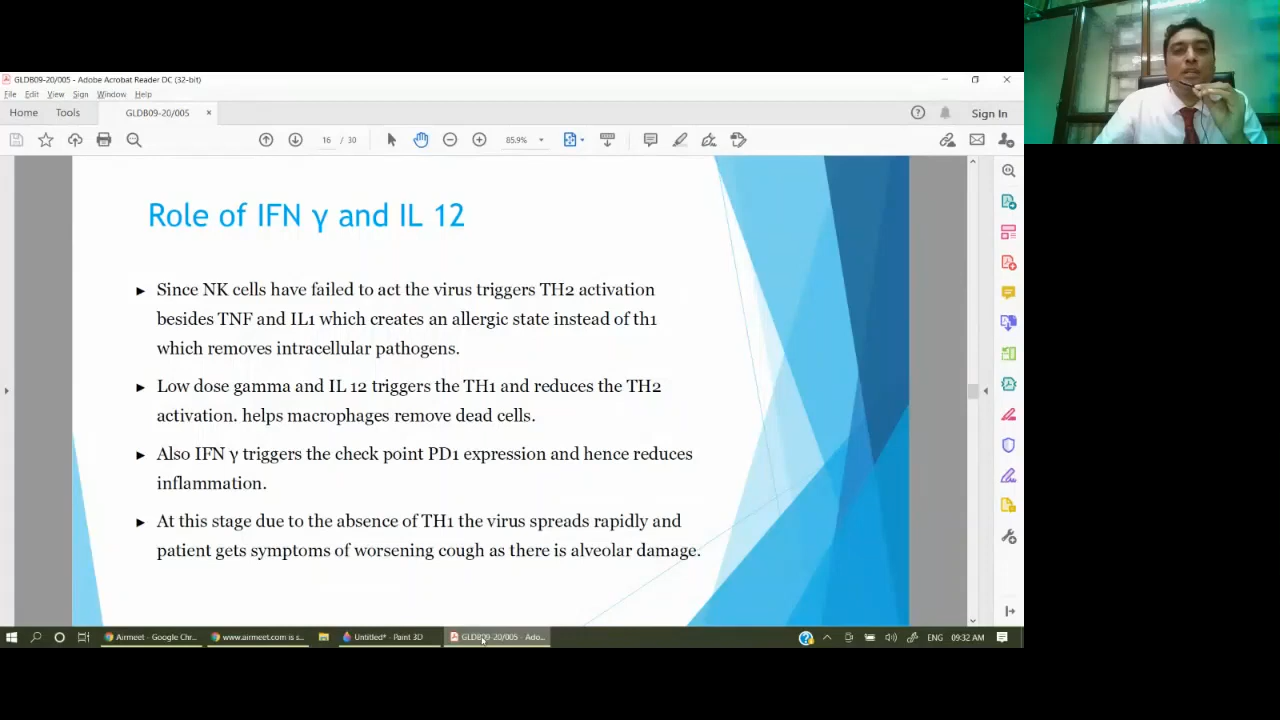 GLDB09-20/005 - Adobe Acrobat Reader DC (32-bit)
File Edit View Sign Window Help
Home Tools GLDB09-20/005 × Sign In
16 / 30 85.9%
Role of IFN γ and IL 12
► Since NK cells have failed to act the virus triggers TH2 activation
besides TNF and IL1 which creates an allergic state instead of th1
which removes intracellular pathogens.
► Low dose gamma and IL 12 triggers the TH1 and reduces the TH2
activation. helps macrophages remove dead cells.
► Also IFN γ triggers the check point PD1 expression and hence reduces
inflammation.
► At this stage due to the absence of TH1 the virus spreads rapidly and
patient gets symptoms of worsening cough as there is alveolar damage.
Airmeet - Google Chr... www.airmeet.com is s... Untitled* - Paint 3D GLDB09-20/005 - Ado... ENG 09:32 AM